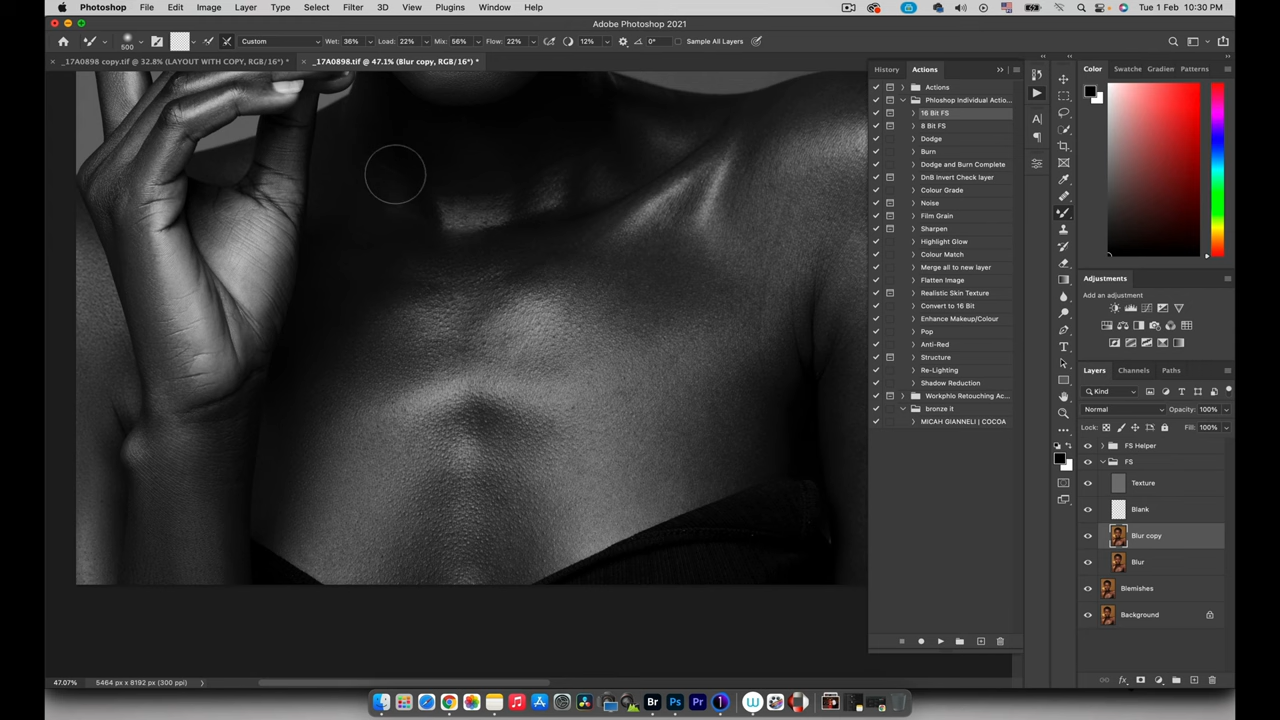 Photoshop File Edit Image Layer Type Select Filter 3D View Plugins Window Help Tue 1 Feb 10:30 PM
Adobe Photoshop 2021
500 Custom Wet: 36% Load: 22% Mix: 56% Flow: 22% 12% 0° Sample All Layers
_17A0898 copy.tif @ 32.8% (LAYOUT WITH COPY, RGB/16*) * _17A0898.tif @ 47.1% (Blur copy, RGB/16*) *
History Actions
Actions
Phloshop Individual Actio...
16 Bit FS
8 Bit FS
Dodge
Burn
Dodge and Burn Complete
DnB Invert Check layer
Colour Grade
Noise
Film Grain
Sharpen
Highlight Glow
Colour Match
Merge all to new layer
Flatten Image
Realistic Skin Texture
Convert to 16 Bit
Enhance Makeup/Colour
Pop
Anti-Red
Structure
Re-Lighting
Shadow Reduction
Workphlo Retouching Ac...
bronze it
MICAH GIANNELI | COCOA
Color Swatche Gradien Patterns
Adjustments
Add an adjustment
Layers Channels Paths
Kind
Normal Opacity: 100%
Lock: Fill: 100%
FS Helper
FS
Texture
Blank
Blur copy
Blur
Blemishes
Background
47.07% 5464 px x 8192 px (300 ppi)
Br Ps Pr